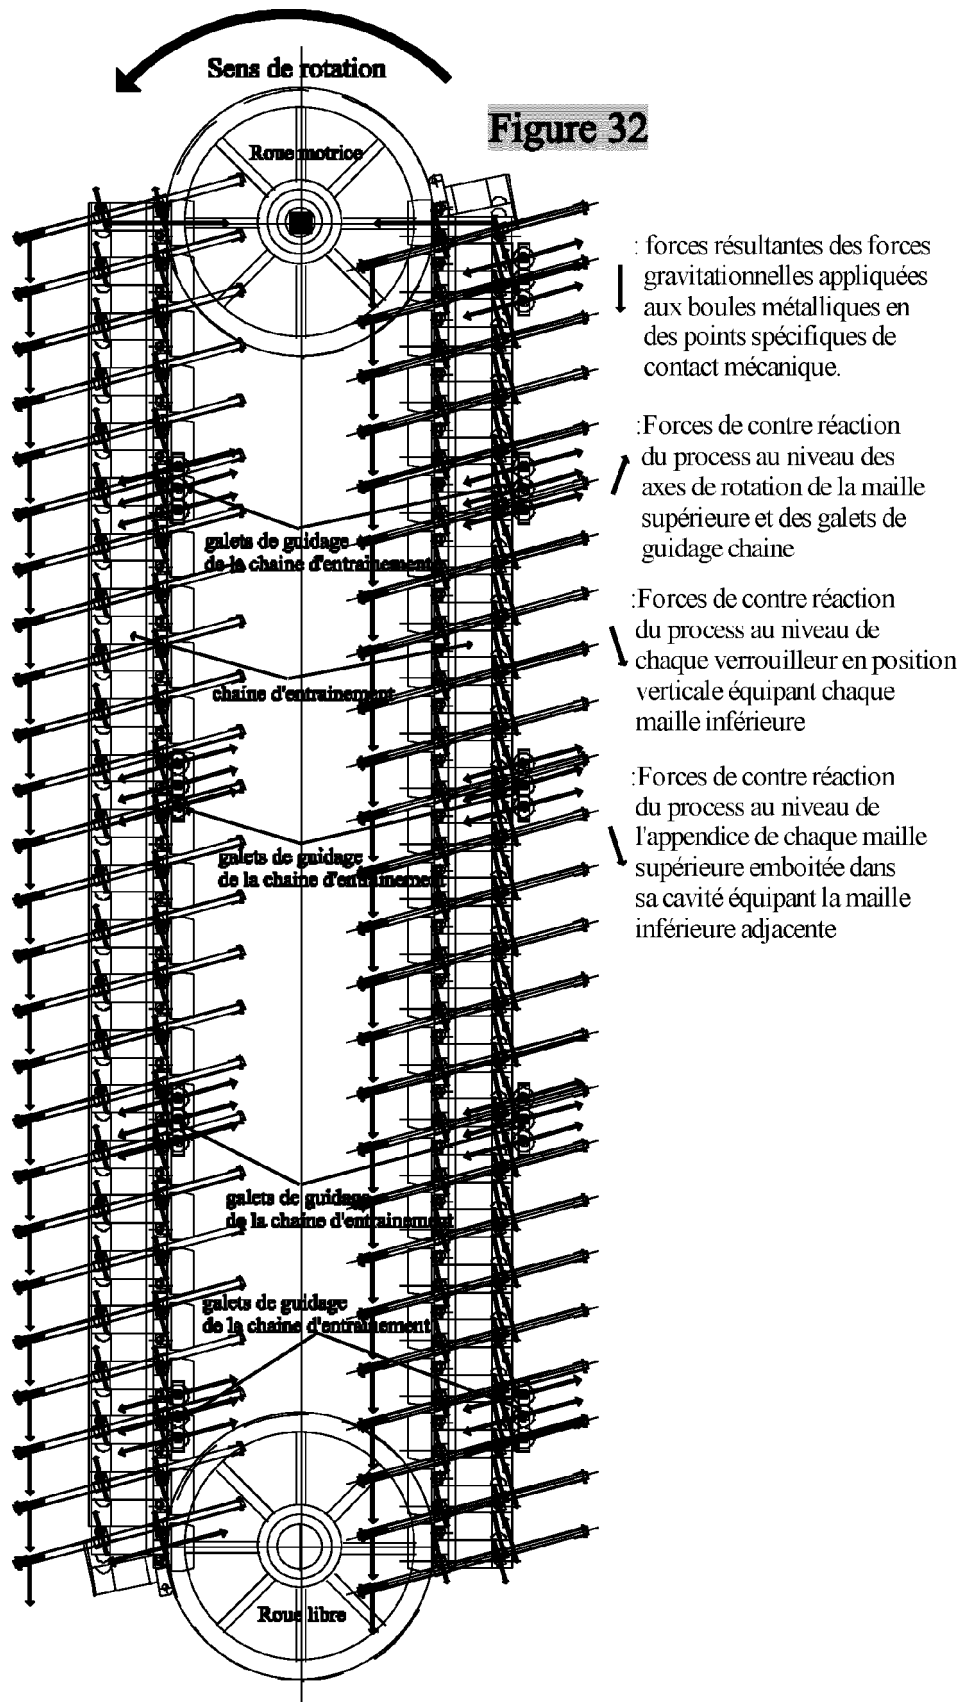 Sens de rotation
Figure 32
Roue motrice
: forces résultantes des forces
gravitationnelles appliquées
aux boules métalliques en
des points spécifiques de
contact mécanique.
:Forces de contre réaction
du process au niveau des
axes de rotation de la maille
supérieure et des galets de
guidage chaine
:Forces de contre réaction
du process au niveau de
chaque verrouilleur en position
verticale équipant chaque
maille inférieure
:Forces de contre réaction
du process au niveau de
l'appendice de chaque maille
supérieure emboitée dans
sa cavité équipant la maille
inférieure adjacente
galets de guidage
de la chaine d'entrainement
chaine d'entrainement
galets de guidage
de la chaine d'entrainement
galets de guidage
de la chaine d'entrainement
galets de guidage
de la chaine d'entrainement
Roue libre